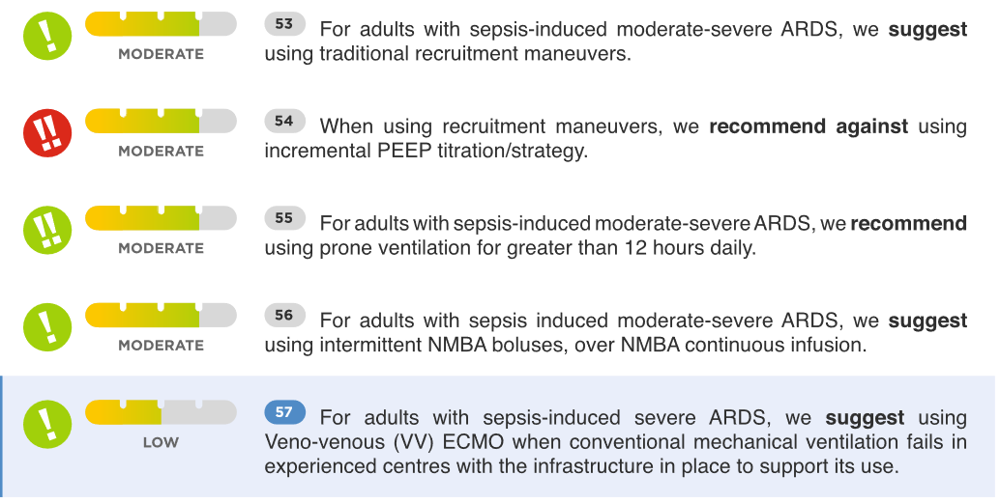 53 For adults with sepsis-induced moderate-severe ARDS, we suggest
MODERATE
using traditional recruitment maneuvers.
54 When using recruitment maneuvers, we recommend against using
MODERATE
incremental PEEP titration/strategy.
55 For adults with sepsis-induced moderate-severe ARDS, we recommend
MODERATE
using prone ventilation for greater than 12 hours daily.
56 For adults with sepsis induced moderate-severe ARDS, we suggest
MODERATE
using intermittent NMBA boluses, over NMBA continuous infusion.
57 For adults with sepsis-induced severe ARDS, we suggest using
LOW
Veno-venous (VV) ECMO when conventional mechanical ventilation fails in
experienced centres with the infrastructure in place to support its use.